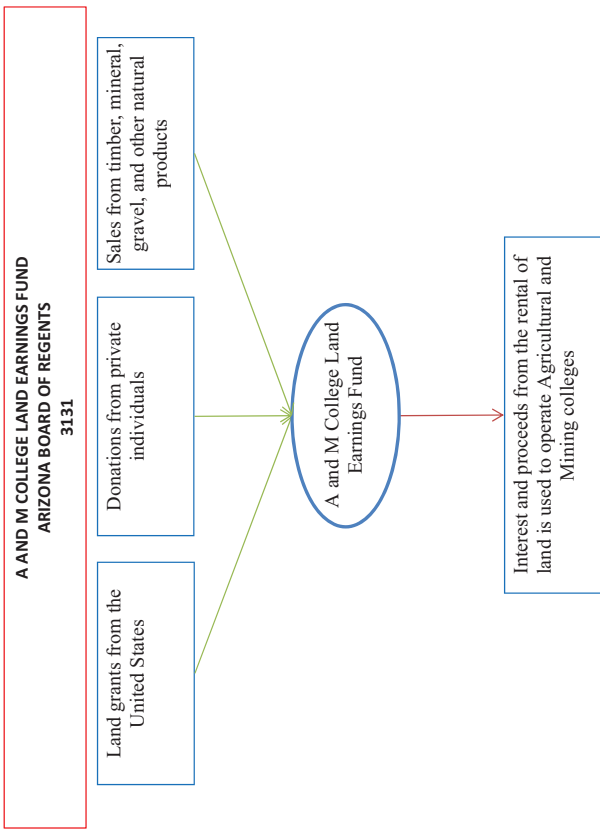 A AND M COLLEGE LAND EARNINGS FUND
ARIZONA BOARD OF REGENTS
3131
Land grants from the
United States
Donations from private
individuals
Sales from timber, mineral,
gravel, and other natural
products
A and M College Land
Earnings Fund
Interest and proceeds from the rental of
land is used to operate Agricultural and
Mining colleges